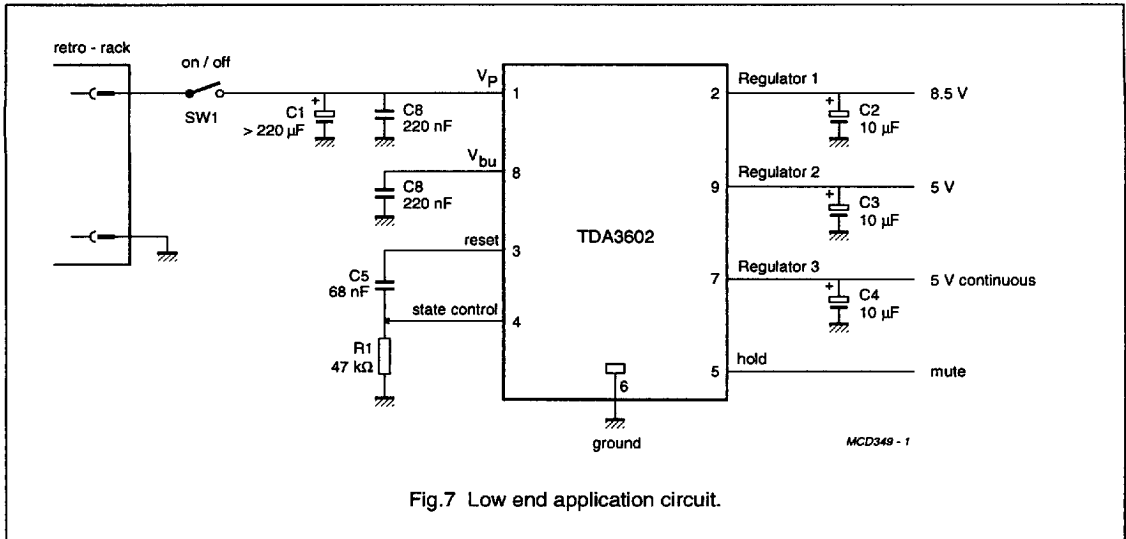 retro - rack
on / off
SW1
+
C1
> 220 µF
C8
220 nF
VP
1
Vbu
8
C8
220 nF
reset
3
C5
68 nF
state control
4
R1
47 kΩ
TDA3602
6
ground
2
Regulator 1
8.5 V
+
C2
10 µF
9
Regulator 2
5 V
+
C3
10 µF
7
Regulator 3
5 V continuous
+
C4
10 µF
5
hold
mute
MCD349 - 1
Fig.7 Low end application circuit.